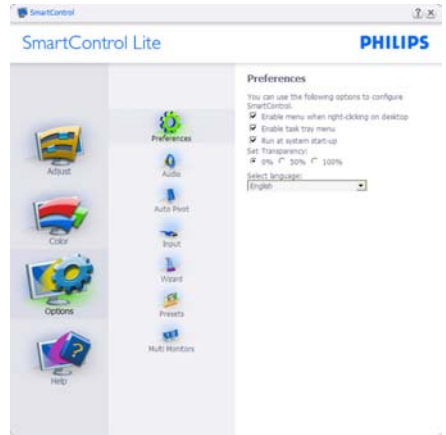 SmartControl
SmartControl Lite
PHILIPS
Adjust
Color
Options
Help
Preferences
Audio
Auto Pivot
Input
Wizard
Presets
Multi Monitors
Preferences
You can use the following options to configure
SmartControl.
Enable menu when right-clicking on desktop
Enable task tray menu
Run at system start-up
Set Transparency:
0% 50% 100%
Select language:
English